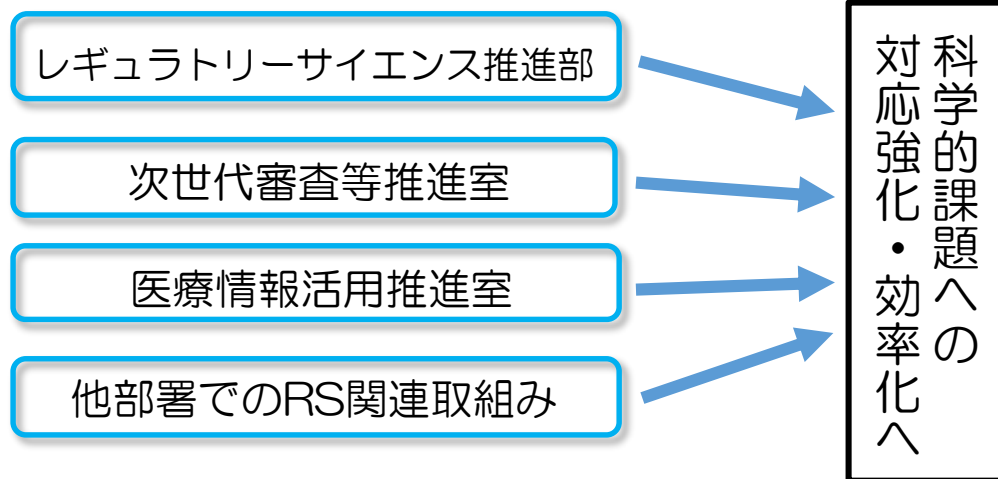 レギュラトリーサイエンス推進部
次世代審査等推進室
医療情報活用推進室
他部署でのRS関連取組み
科学的課題への
対応強化・効率化へ